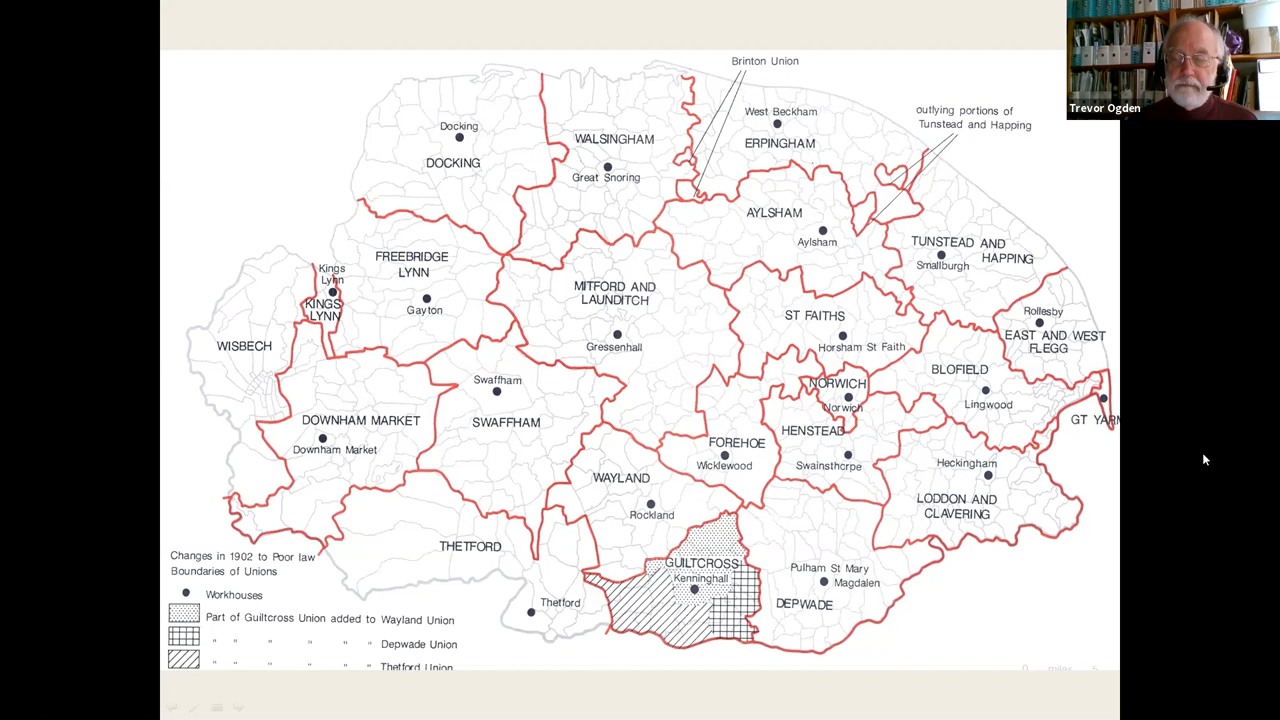 Trevor Ogden
Brinton Union
West Beckham
ERPINGHAM
outlying portions of
Tunstead and Happing
Docking
DOCKING
WALSINGHAM
Great Snoring
AYLSHAM
Aylsham
TUNSTEAD AND
HAPPING
Smallburgh
FREEBRIDGE
LYNN
Gayton
Kings
Lynn
KINGS
LYNN
WISBECH
MITFORD AND
LAUNDITCH
Gressenhall
ST FAITHS
Horsham St Faith
Rollesby
EAST AND WEST
FLEGG
BLOFIELD
Lingwood
GT YARM
NORWICH
Norwich
Swaffham
SWAFFHAM
DOWNHAM MARKET
Downham Market
HENSTEAD
Swainsthorpe
FOREHOE
Wicklewood
Heckingham
LODDON AND
CLAVERING
WAYLAND
Rockland
THETFORD
Thetford
GUILTCROSS
Kenninghall
Pulham St Mary
Magdalen
DEPWADE
Changes in 1902 to Poor law
Boundaries of Unions
Workhouses
Part of Guiltcross Union added to Wayland Union
" " " " " " Depwade Union
" " " " " " Thetford Union
0 miles 5